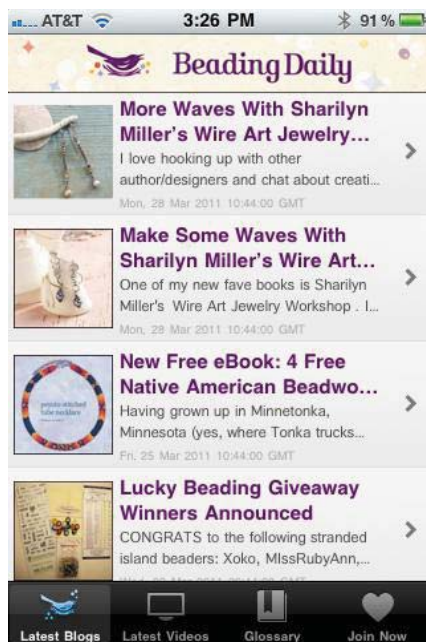 AT&T 3:26 PM 91 %
Beading Daily
More Waves With Sharilyn
Miller's Wire Art Jewelry...
I love hooking up with other
author/designers and chat about creati...
Mon, 28 Mar 2011 10:44:00 GMT
Make Some Waves With
Sharilyn Miller's Wire Art...
One of my new fave books is Sharilyn
Miller's Wire Art Jewelry Workshop . I...
Mon, 28 Mar 2011 10:44:00 GMT
New Free eBook: 4 Free
Native American Beadwo...
Having grown up in Minnetonka,
Minnesota (yes, where Tonka trucks...
Fri, 25 Mar 2011 10:44:00 GMT
Lucky Beading Giveaway
Winners Announced
CONGRATS to the following stranded
island beaders: Xoko, MIssRubyAnn,...
Latest Blogs Latest Videos Glossary Join Now